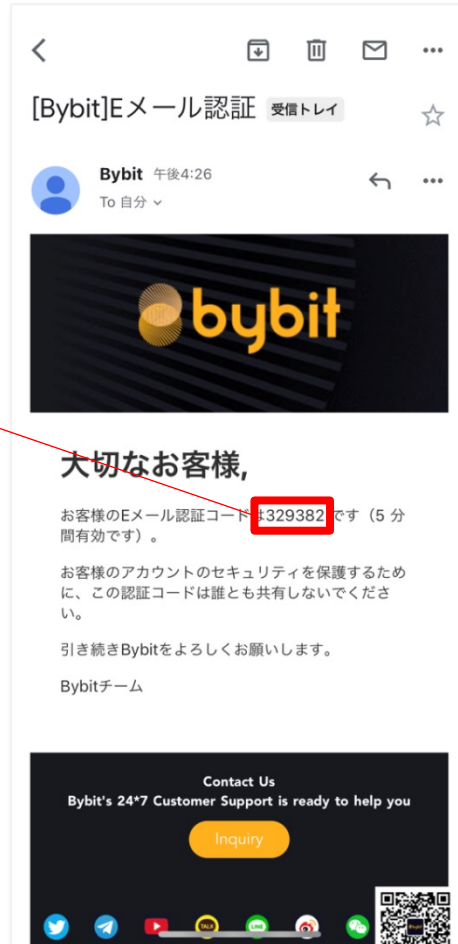 [Bybit]Eメール認証 受信トレイ
Bybit 午後4:26
To 自分
bybit
大切なお客様,
お客様のEメール認証コードは329382です（5 分
間有効です）。
お客様のアカウントのセキュリティを保護するため
に、この認証コードは誰とも共有しないでくださ
い。
引き続きBybitをよろしくお願いします。
Bybitチーム
Contact Us
Bybit's 24*7 Customer Support is ready to help you
Inquiry
TALK
LINE